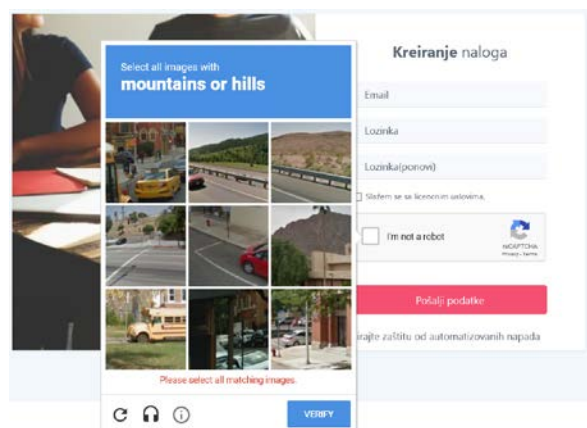 Select all images with
mountains or hills
Please select all matching images.
VERIFY
Kreiranje naloga
Email
Lozinka
Lozinka(ponovi)
Slažem se sa licencnim uslovima.
I'm not a robot
reCAPTCHA
Privacy - Terms
Pošalji podatke
irajte zaštitu od automatizovanih napada